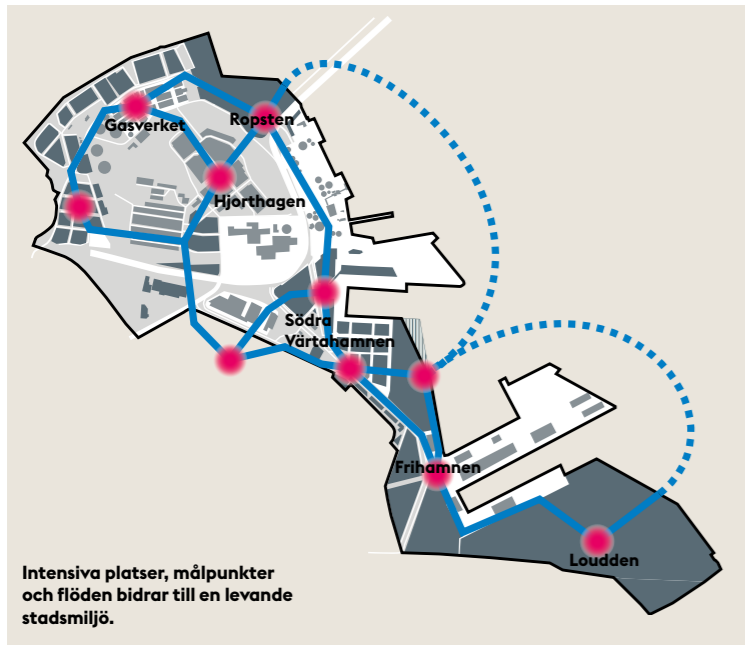 Gasverket
Ropsten
Hjorthagen
Södra
Värtahamnen
Frihamnen
Loudden
Intensiva platser, målpunkter
och flöden bidrar till en levande
stadsmiljö.